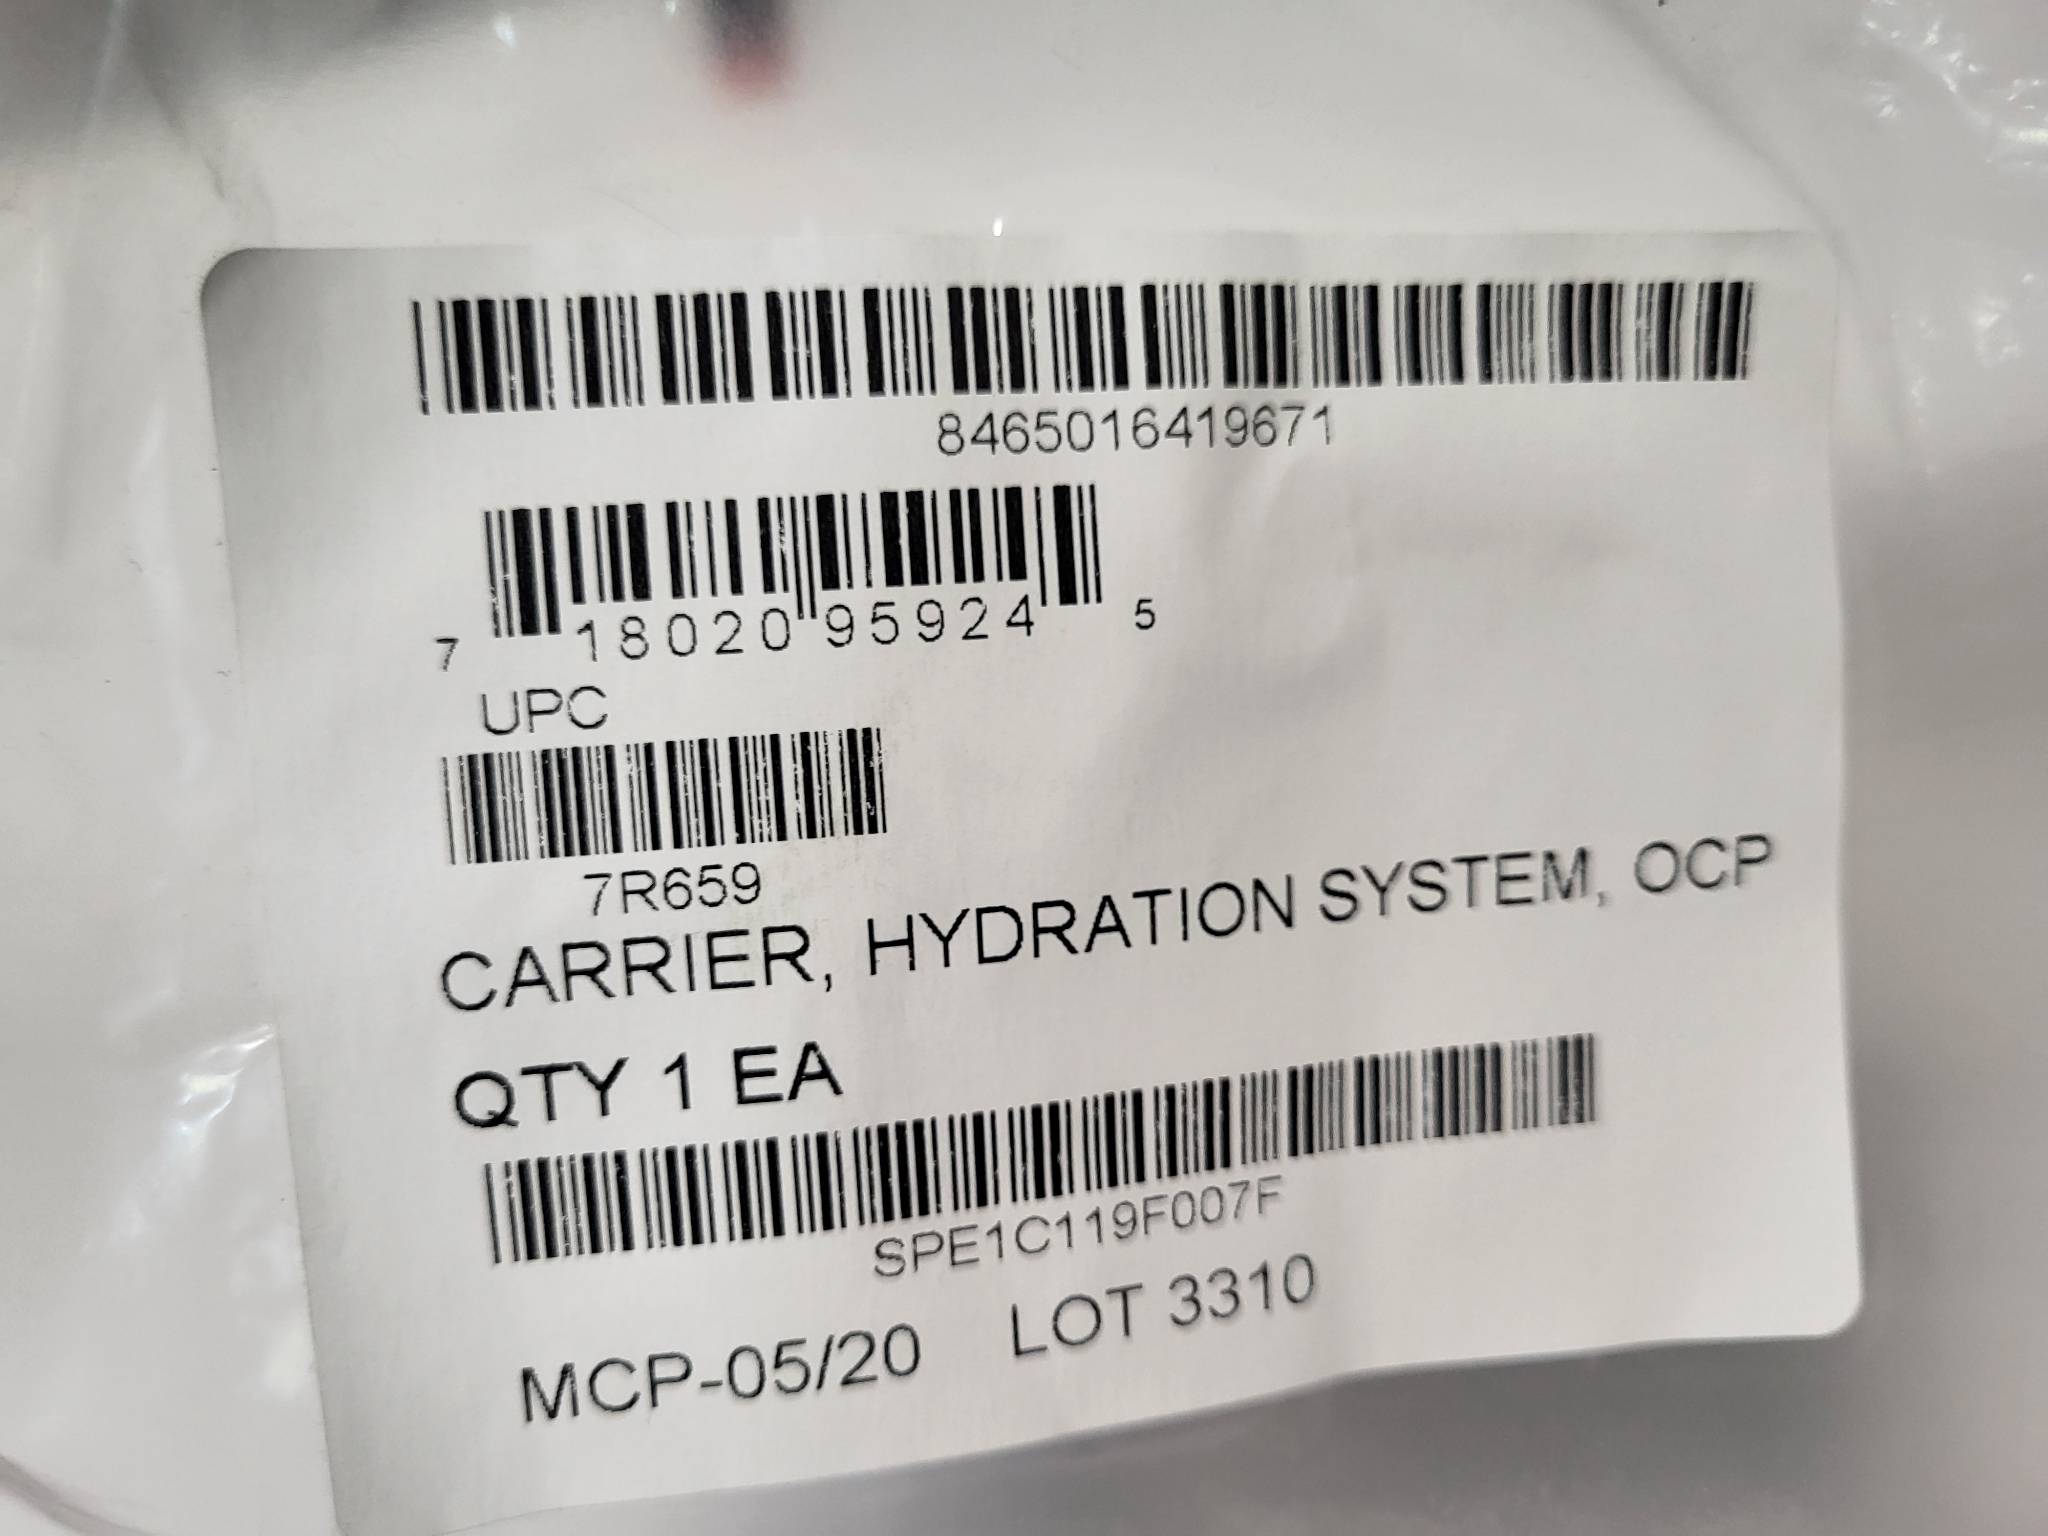 8465016419671
7 18020 95924 5
UPC
7R659
CARRIER, HYDRATION SYSTEM, OCP
QTY 1 EA
SPE1C119F007F
MCP-05/20 LOT 3310